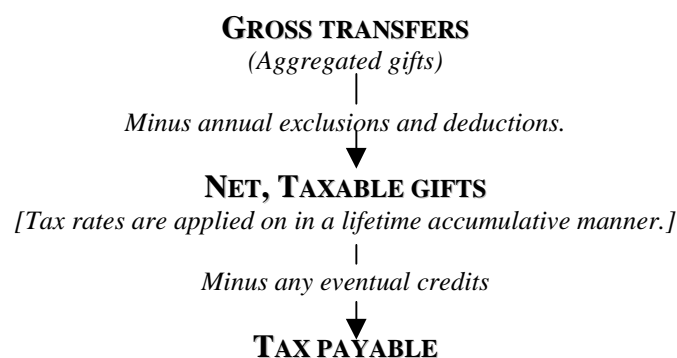 GROSS TRANSFERS
(Aggregated gifts)
Minus annual exclusions and deductions.
NET, TAXABLE GIFTS
[Tax rates are applied on in a lifetime accumulative manner.]
Minus any eventual credits
TAX PAYABLE